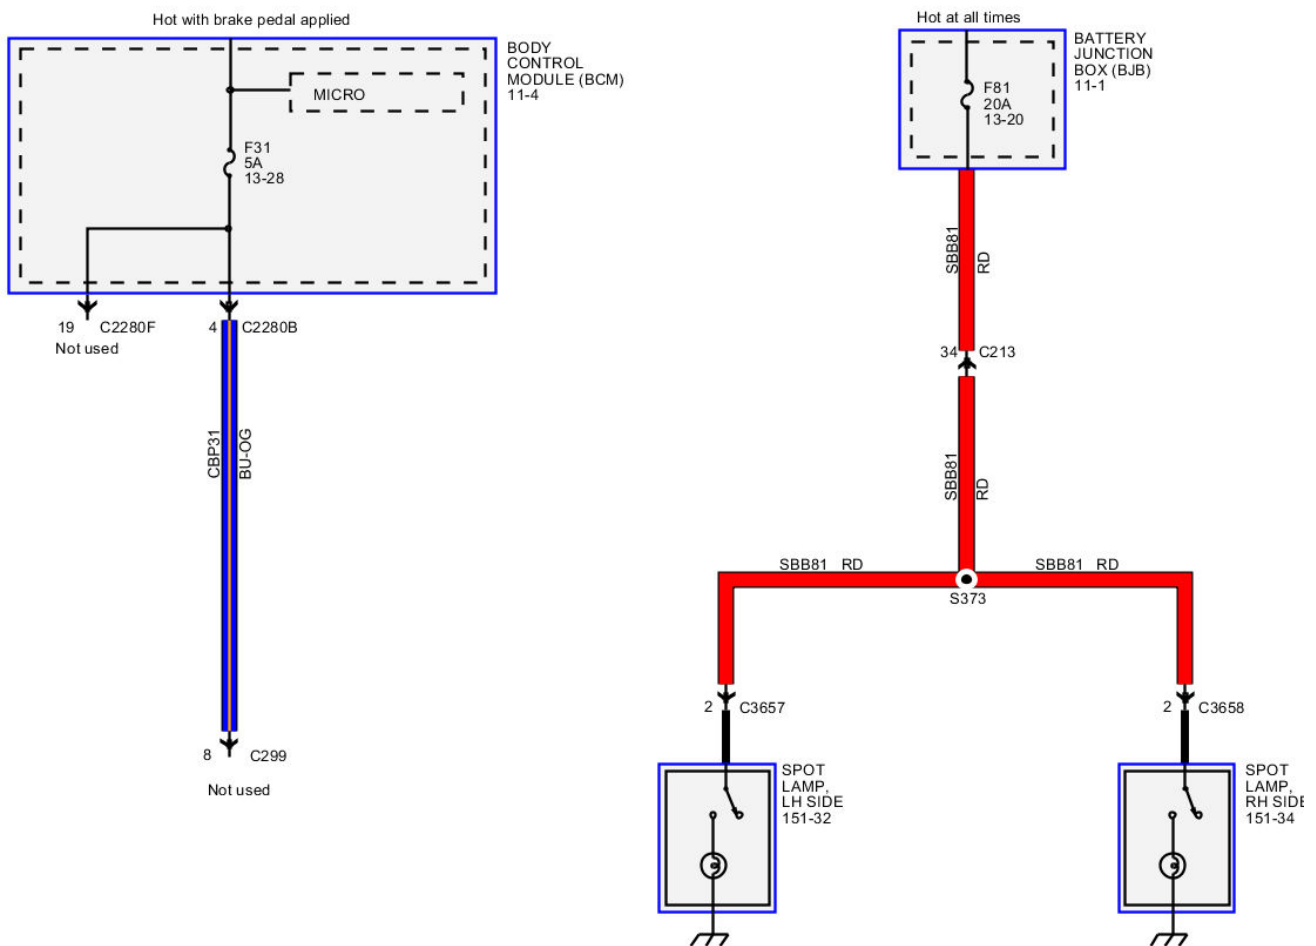 Hot with brake pedal applied
BODY
CONTROL
MODULE (BCM)
11-4
MICRO
F31
5A
13-28
19 C2280F
Not used
4 C2280B
CBP31
BU-OG
8 C299
Not used
Hot at all times
BATTERY
JUNCTION
BOX (BJB)
11-1
F81
20A
13-20
SBB81
RD
34 C213
SBB81
RD
SBB81 RD
SBB81 RD
S373
2 C3657
SPOT
LAMP,
LH SIDE
151-32
2 C3658
SPOT
LAMP,
RH SIDE
151-34